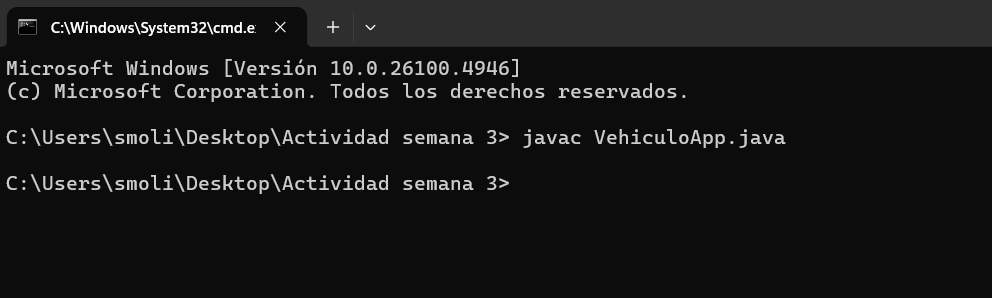 C:\Windows\System32\cmd.e
Microsoft Windows [Versión 10.0.26100.4946]
(c) Microsoft Corporation. Todos los derechos reservados.
C:\Users\smoli\Desktop\Actividad semana 3> javac VehiculoApp.java
C:\Users\smoli\Desktop\Actividad semana 3>